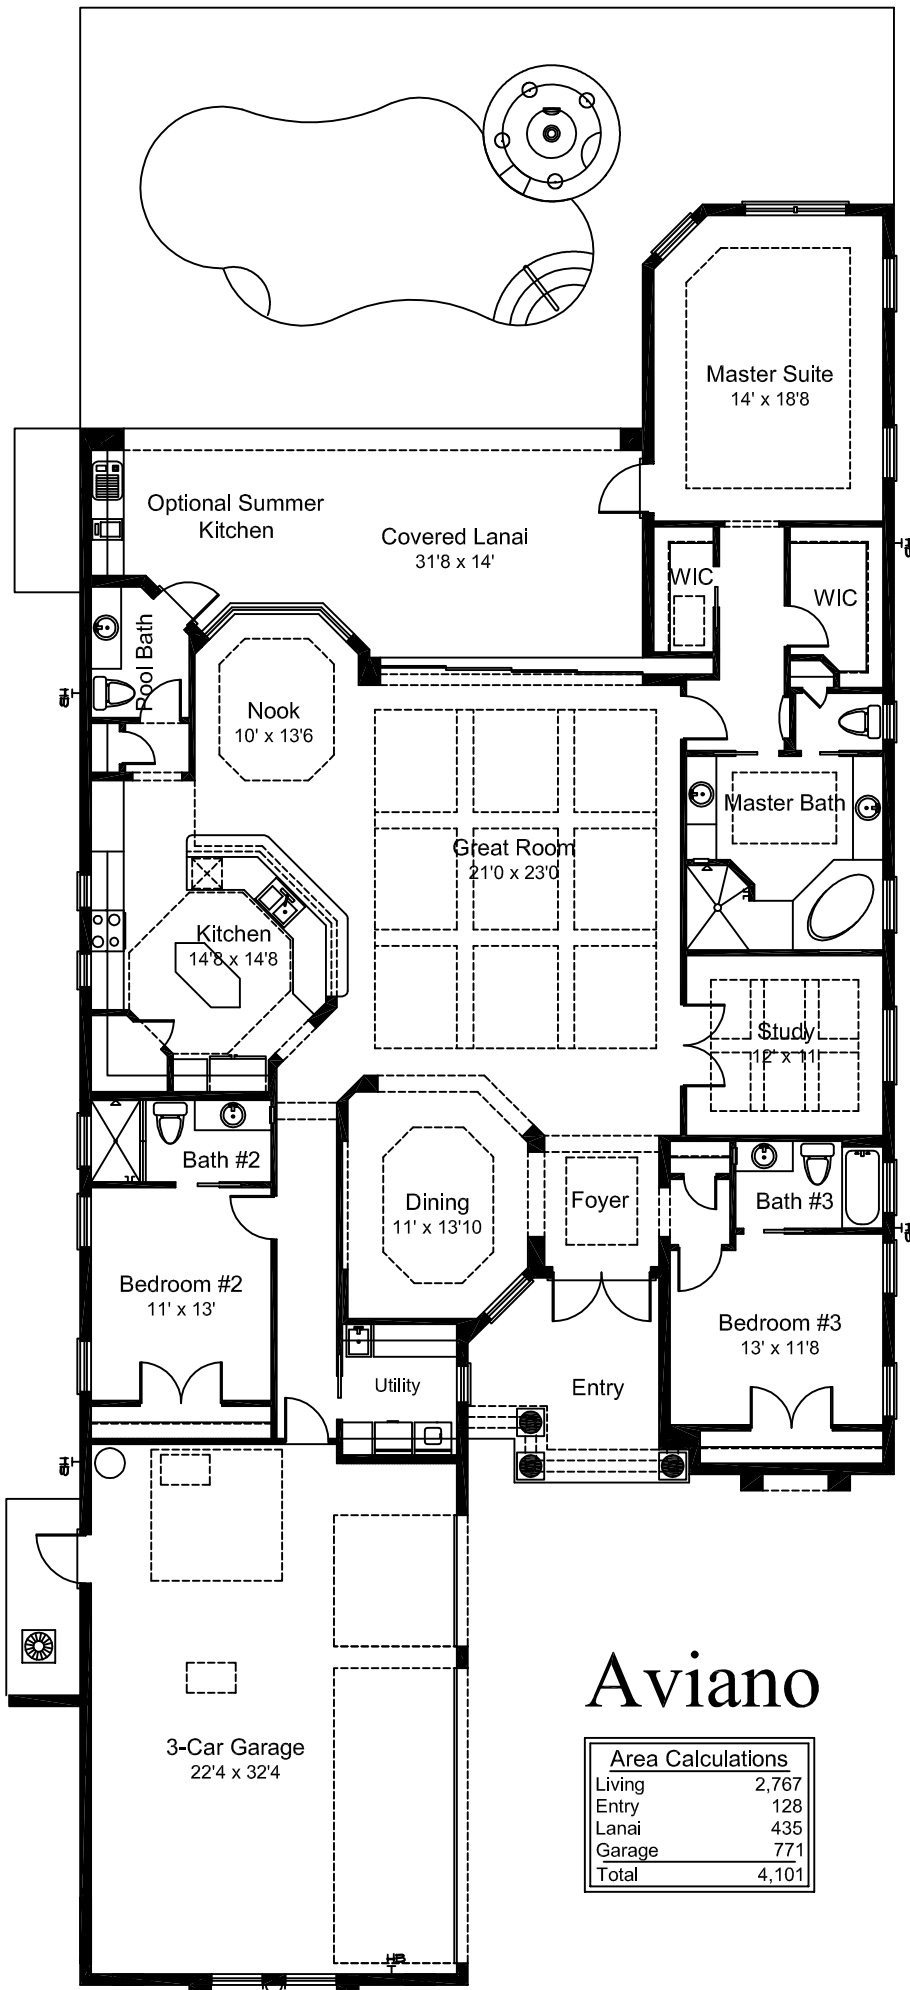 Master Suite
14' x 18'8
Optional Summer
Kitchen
Covered Lanai
31'8 x 14'
WIC
WIC
Pool Bath
Nook
10' x 13'6
Master Bath
Great Room
21'0 x 23'0
Kitchen
14'8 x 14'8
Study
12' x 11'
Bath #2
Dining
11' x 13'10
Foyer
Bath #3
Bedroom #2
11' x 13'
Bedroom #3
13' x 11'8
Utility
Entry
3-Car Garage
22'4 x 32'4
HB
Aviano
Area Calculations
Living 2,767
Entry 128
Lanai 435
Garage 771
Total 4,101